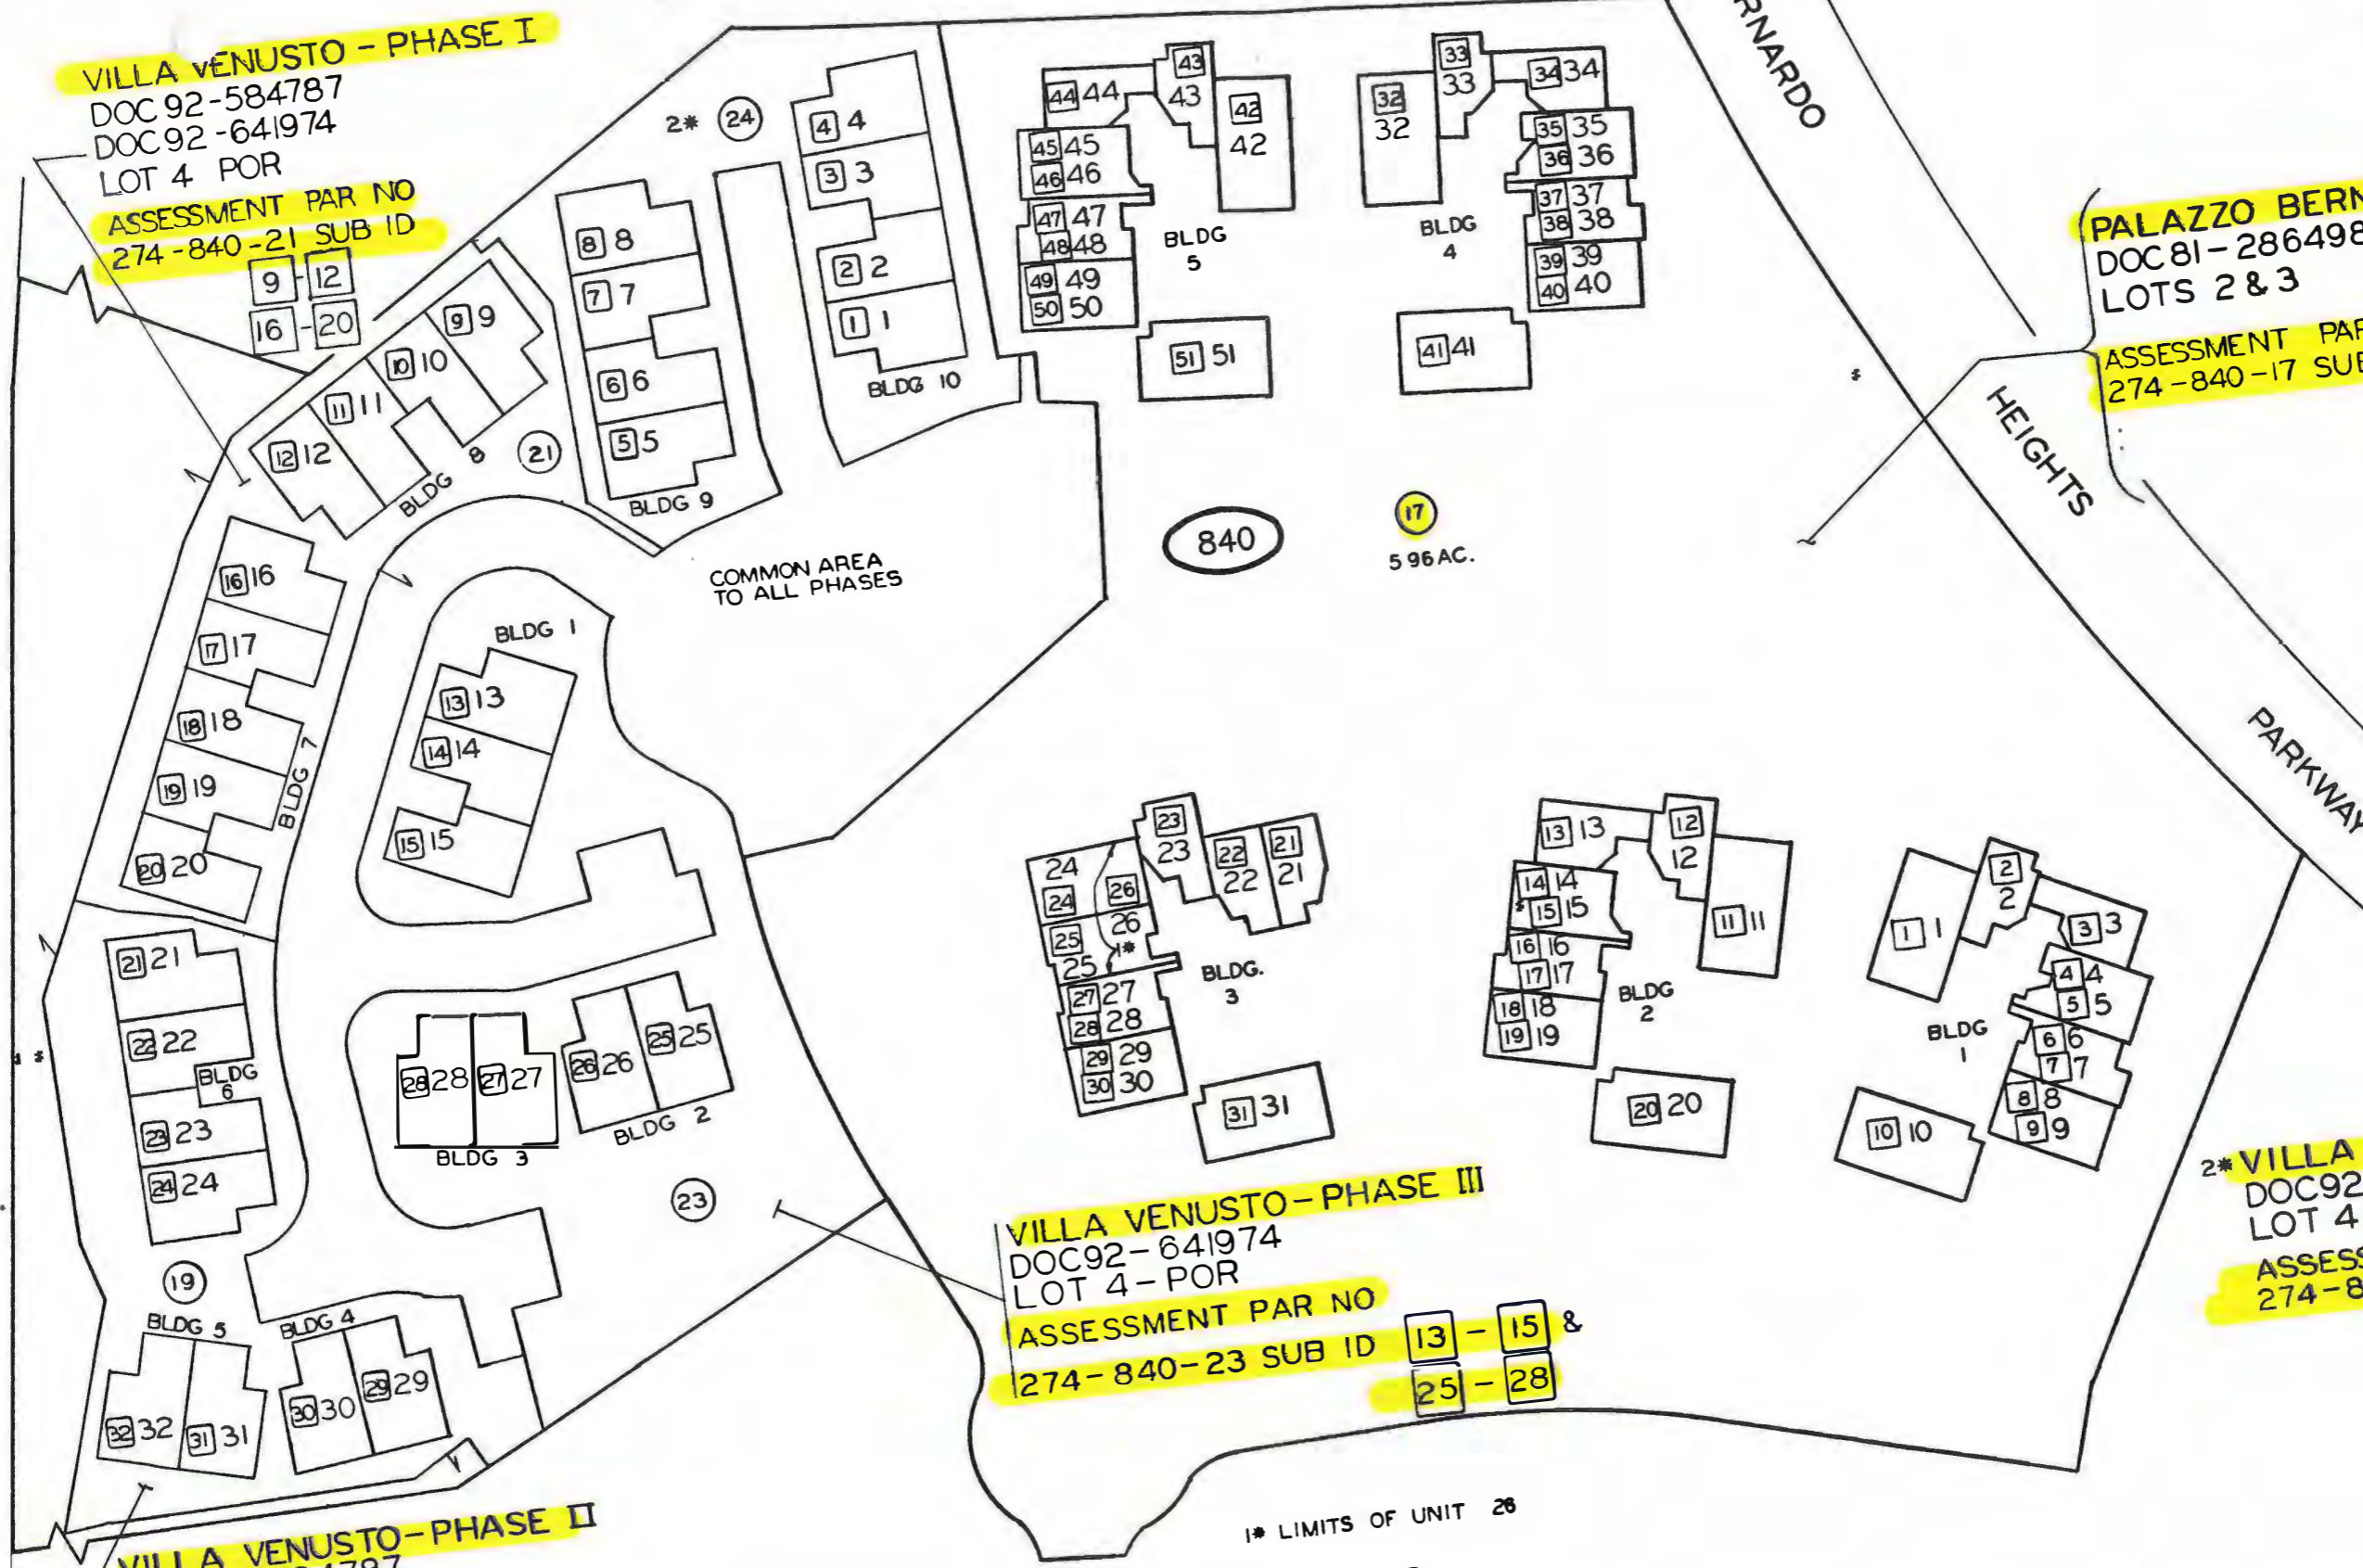 VILLA VENUSTO - PHASE I
DOC 92-584787
DOC 92-641974
LOT 4 POR
ASSESSMENT PAR NO
274-840-21 SUB ID
9 - 12
16 - 20
2* 24
4 4
3 3
2 2
1 1
BLDG 10
8 8
7 7
6 6
5 5
BLDG 9
9 9
10 10
11 11
12 12
BLDG 8
21
16 16
17 17
18 18
19 19
20 20
BLDG 7
COMMON AREA
TO ALL PHASES
BLDG 1
13 13
14 14
15 15
21 21
22 22
BLDG
6
23 23
24 24
19
28 28
27 27
BLDG 3
26 26
25 25
BLDG 2
23
BLDG 5
32 32
31 31
BLDG 4
30 30
29 29
VILLA VENUSTO-PHASE II
43
43
44 44
42
42
45 45
46 46
47 47
48 48
49 49
50 50
BLDG
5
51 51
33
33
34 34
32
32
35 35
36 36
37 37
38 38
39 39
40 40
BLDG
4
41 41
840
17
5 96 AC.
HEIGHTS
PARKWAY
DOC 81-286498
LOTS 2 & 3
PALAZZO
ASSESSMENT
274-840-17
23
23
22
22
21
21
24
24
26
26
1*
25
25
27 27
28 28
29 29
30 30
BLDG.
3
31 31
13 13
12
12
14 14
15 15
11 11
16 16
17 17
18 18
19 19
BLDG
2
20 20
1 1
2
2
3 3
4 4
5 5
6 6
7 7
8 8
9 9
BLDG
1
10 10
VILLA VENUSTO-PHASE III
DOC92-641974
LOT 4-POR
ASSESSMENT PAR NO
274-840-23 SUB ID 13 - 15 &
25 - 28
2* VILLA
DOC92
LOT 4
1* LIMITS OF UNIT 26